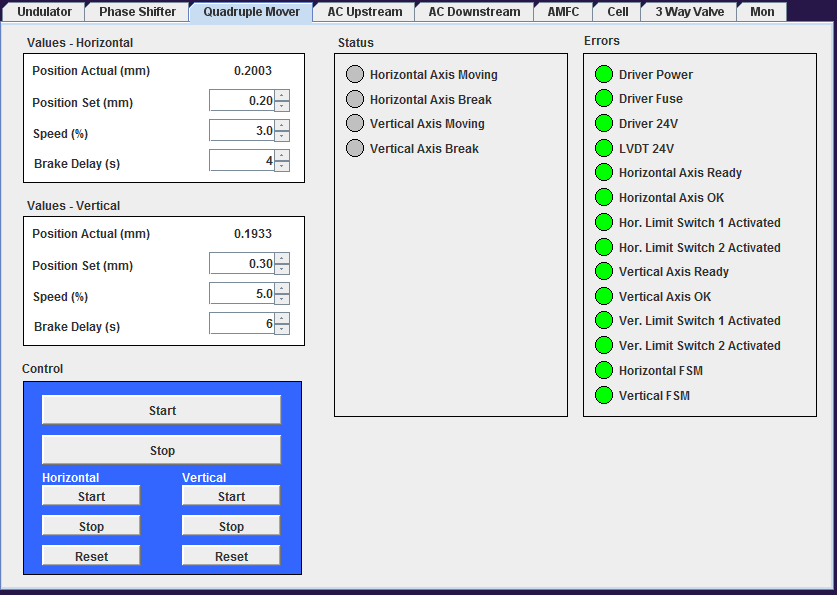 Undulator Phase Shifter Quadruple Mover AC Upstream AC Downstream AMFC Cell 3 Way Valve Mon
Values - Horizontal
Position Actual (mm) 0.2003
Position Set (mm) 0.20
Speed (%) 3.0
Brake Delay (s) 4
Values - Vertical
Position Actual (mm) 0.1933
Position Set (mm) 0.30
Speed (%) 5.0
Brake Delay (s) 6
Control
Start
Stop
Horizontal Vertical
Start Start
Stop Stop
Reset Reset
Status
Horizontal Axis Moving
Horizontal Axis Break
Vertical Axis Moving
Vertical Axis Break
Errors
Driver Power
Driver Fuse
Driver 24V
LVDT 24V
Horizontal Axis Ready
Horizontal Axis OK
Hor. Limit Switch 1 Activated
Hor. Limit Switch 2 Activated
Vertical Axis Ready
Vertical Axis OK
Ver. Limit Switch 1 Activated
Ver. Limit Switch 2 Activated
Horizontal FSM
Vertical FSM